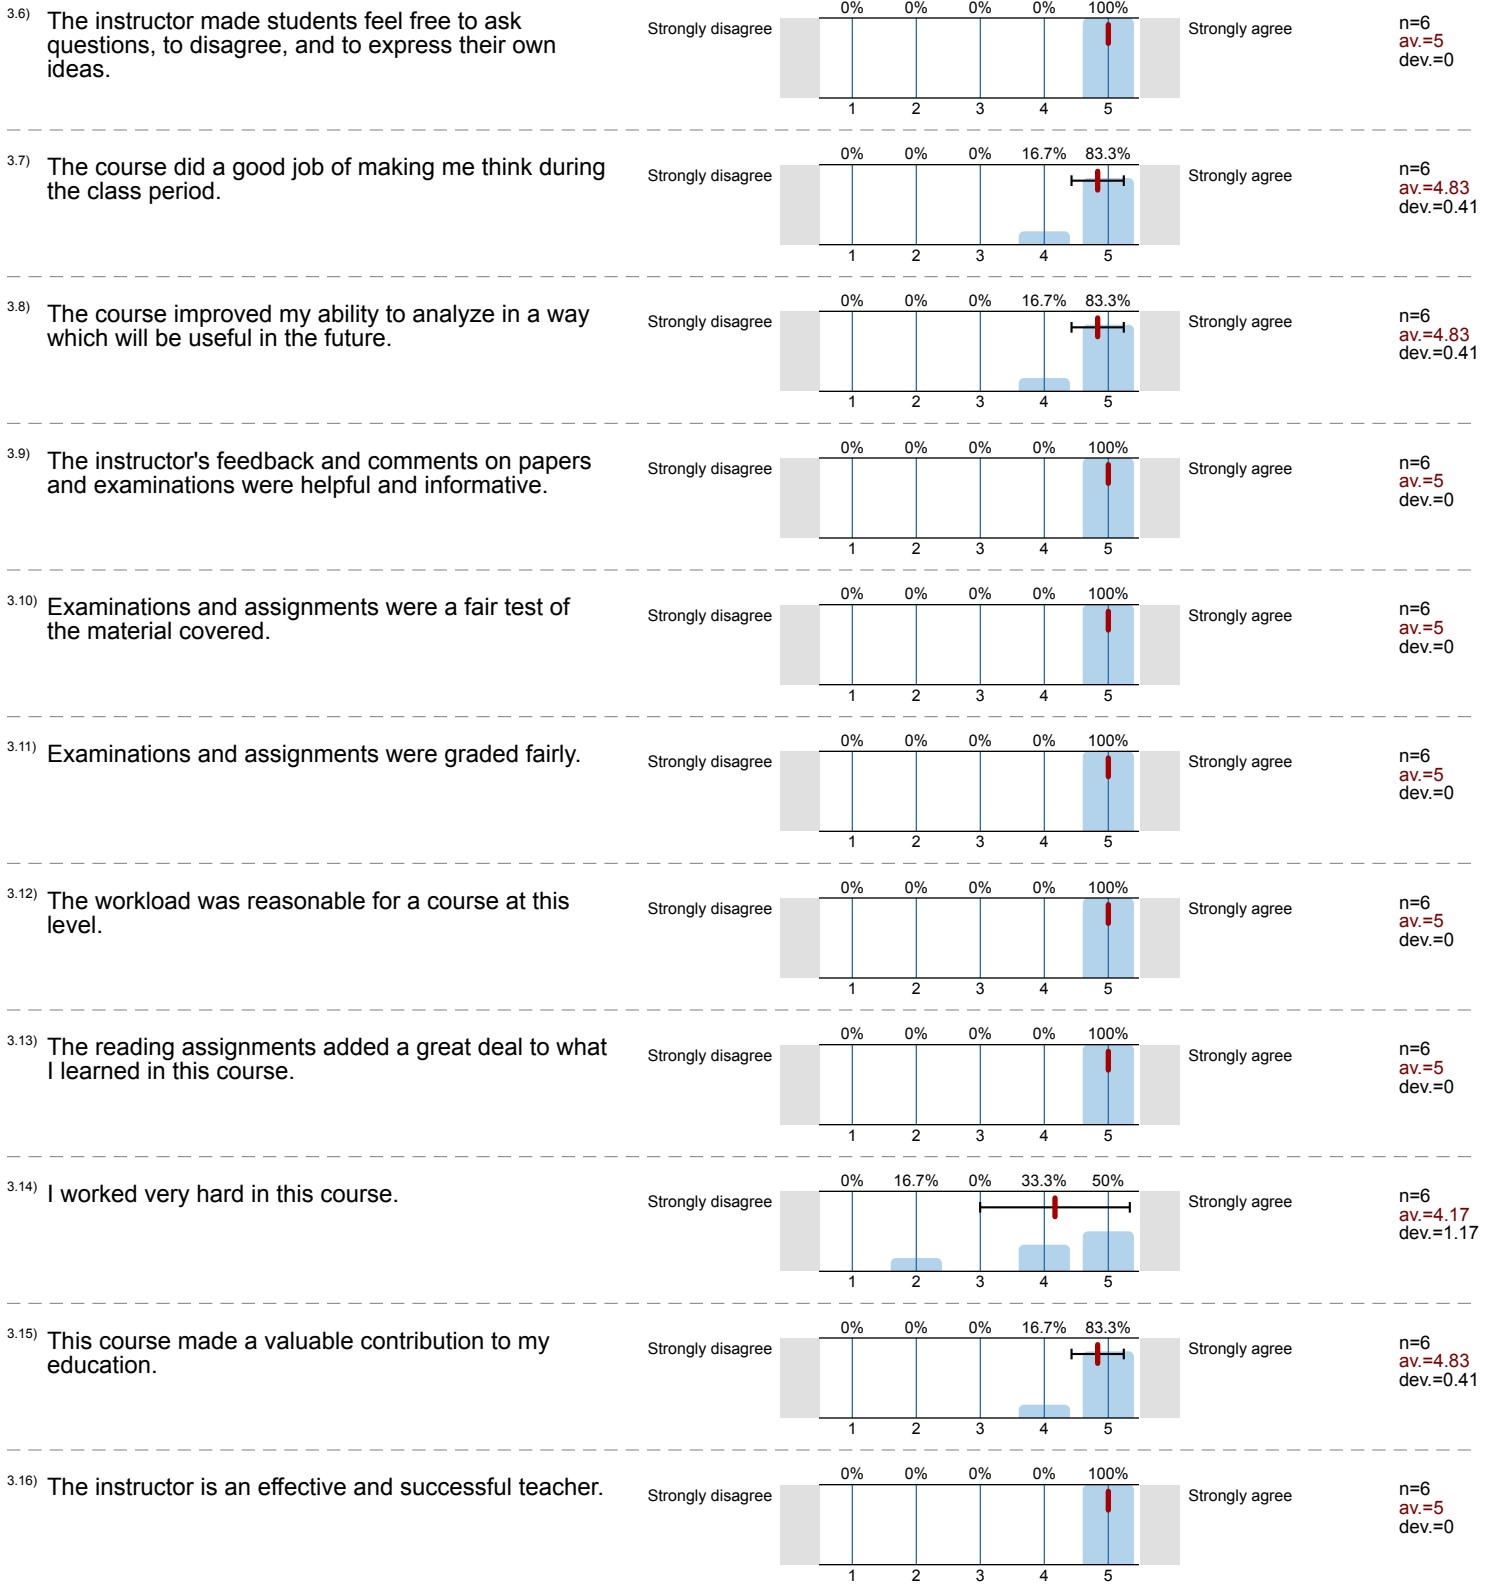 3.6) The instructor made students feel free to ask
questions, to disagree, and to express their own
ideas.
0% 0% 0% 0% 100%
Strongly disagree Strongly agree
1 2 3 4 5
n=6
av.=5
dev.=0
3.7) The course did a good job of making me think during
the class period.
0% 0% 0% 16.7% 83.3%
Strongly disagree Strongly agree
1 2 3 4 5
n=6
av.=4.83
dev.=0.41
3.8) The course improved my ability to analyze in a way
which will be useful in the future.
0% 0% 0% 16.7% 83.3%
Strongly disagree Strongly agree
1 2 3 4 5
n=6
av.=4.83
dev.=0.41
3.9) The instructor's feedback and comments on papers
and examinations were helpful and informative.
0% 0% 0% 0% 100%
Strongly disagree Strongly agree
1 2 3 4 5
n=6
av.=5
dev.=0
3.10) Examinations and assignments were a fair test of
the material covered.
0% 0% 0% 0% 100%
Strongly disagree Strongly agree
1 2 3 4 5
n=6
av.=5
dev.=0
3.11) Examinations and assignments were graded fairly.
0% 0% 0% 0% 100%
Strongly disagree Strongly agree
1 2 3 4 5
n=6
av.=5
dev.=0
3.12) The workload was reasonable for a course at this
level.
0% 0% 0% 0% 100%
Strongly disagree Strongly agree
1 2 3 4 5
n=6
av.=5
dev.=0
3.13) The reading assignments added a great deal to what
I learned in this course.
0% 0% 0% 0% 100%
Strongly disagree Strongly agree
1 2 3 4 5
n=6
av.=5
dev.=0
3.14) I worked very hard in this course.
0% 16.7% 0% 33.3% 50%
Strongly disagree Strongly agree
1 2 3 4 5
n=6
av.=4.17
dev.=1.17
3.15) This course made a valuable contribution to my
education.
0% 0% 0% 16.7% 83.3%
Strongly disagree Strongly agree
1 2 3 4 5
n=6
av.=4.83
dev.=0.41
3.16) The instructor is an effective and successful teacher.
0% 0% 0% 0% 100%
Strongly disagree Strongly agree
1 2 3 4 5
n=6
av.=5
dev.=0